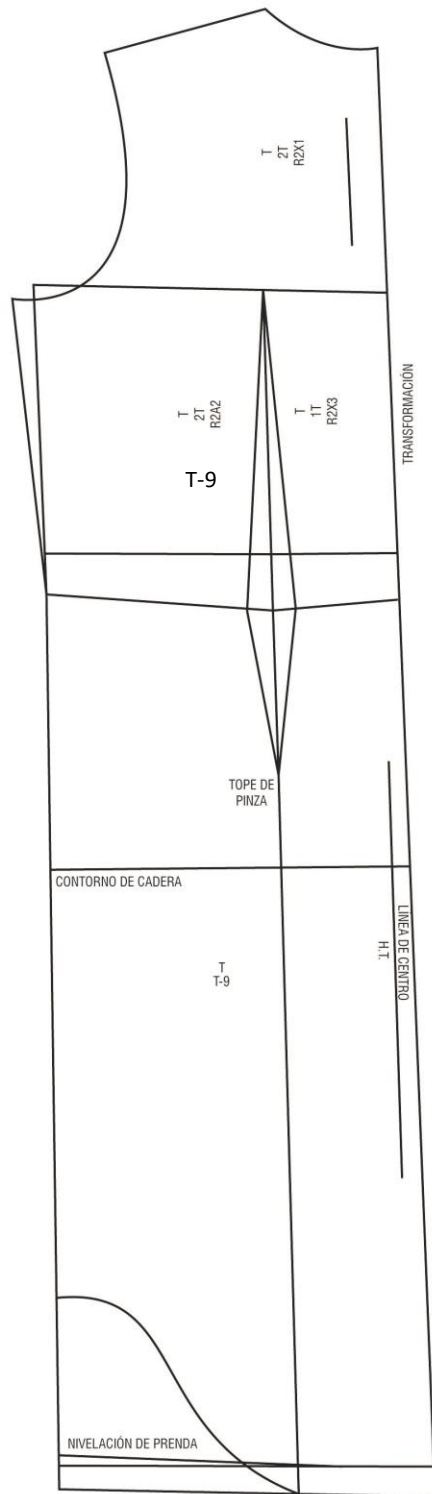 T
2T
R2X1
TRANSFORMACIÓN
T
2T
R2A2
T
1T
R2X3
T-9
TOPE DE
PINZA
CONTORNO DE CADERA
LÍNEA DE CENTRO
H.T.
T
T-9
NIVELACIÓN DE PRENDA